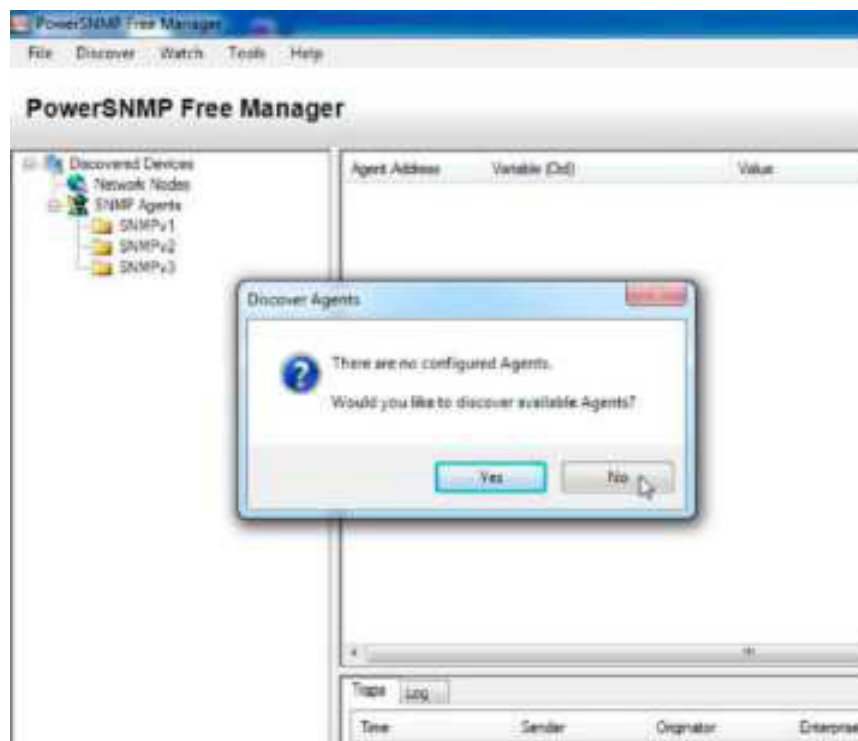 PowerSNMP Free Manager
File Discover Watch Tools Help
PowerSNMP Free Manager
Discovered Devices
Network Nodes
SNMP Agents
SNMPv1
SNMPv2
SNMPv3
Agent Address Variable (Oid) Value
Discover Agents
There are no configured Agents.
Would you like to discover available Agents?
Yes No
Traps Log
Time Sender Originator Enterprise